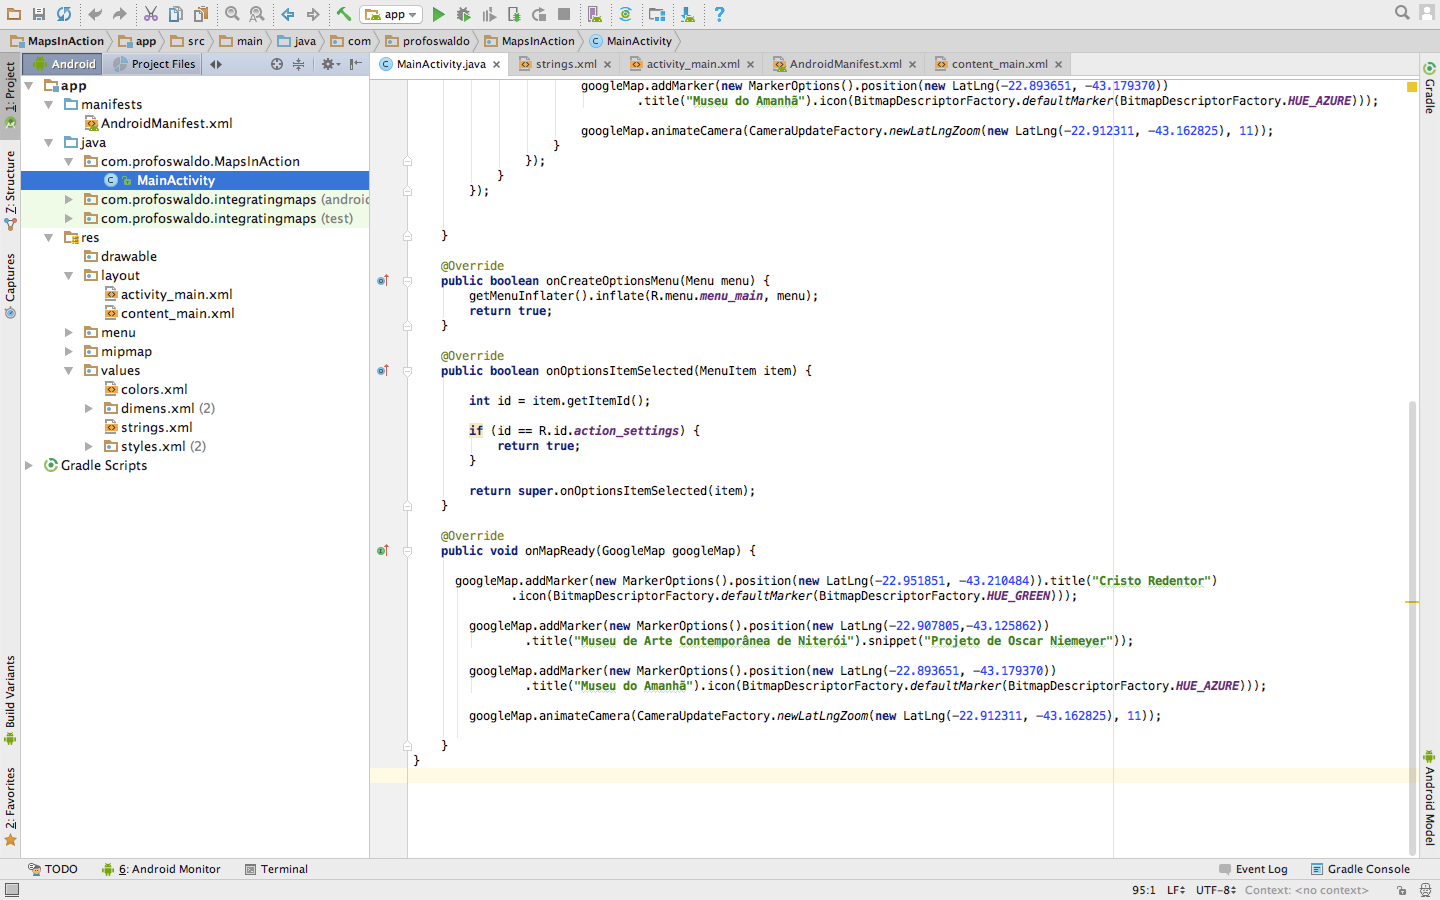 app
MapsInAction app src main java com profoswaldo MapsInAction MainActivity
1: Project
Z: Structure
Captures
Build Variants
2: Favorites
Android Project Files
app
manifests
AndroidManifest.xml
java
com.profoswaldo.MapsInAction
MainActivity
com.profoswaldo.integratingmaps (androi
com.profoswaldo.integratingmaps (test)
res
drawable
layout
activity_main.xml
content_main.xml
menu
mipmap
values
colors.xml
dimens.xml (2)
strings.xml
styles.xml (2)
Gradle Scripts
MainActivity.java strings.xml activity_main.xml AndroidManifest.xml content_main.xml
googleMap.addMarker(new MarkerOptions().position(new LatLng(-22.893651, -43.179370))
.title("Museu do Amanhã").icon(BitmapDescriptorFactory.defaultMarker(BitmapDescriptorFactory.HUE_AZURE)));
googleMap.animateCamera(CameraUpdateFactory.newLatLngZoom(new LatLng(-22.912311, -43.162825), 11));
}
});
}
});
}
@Override
public boolean onCreateOptionsMenu(Menu menu) {
getMenuInflater().inflate(R.menu.menu_main, menu);
return true;
}
@Override
public boolean onOptionsItemSelected(MenuItem item) {
int id = item.getItemId();
if (id == R.id.action_settings) {
return true;
}
return super.onOptionsItemSelected(item);
}
@Override
public void onMapReady(GoogleMap googleMap) {
googleMap.addMarker(new MarkerOptions().position(new LatLng(-22.951851, -43.210484)).title("Cristo Redentor")
.icon(BitmapDescriptorFactory.defaultMarker(BitmapDescriptorFactory.HUE_GREEN)));
googleMap.addMarker(new MarkerOptions().position(new LatLng(-22.907805,-43.125862))
.title("Museu de Arte Contemporânea de Niterói").snippet("Projeto de Oscar Niemeyer"));
googleMap.addMarker(new MarkerOptions().position(new LatLng(-22.893651, -43.179370))
.title("Museu do Amanhã").icon(BitmapDescriptorFactory.defaultMarker(BitmapDescriptorFactory.HUE_AZURE)));
googleMap.animateCamera(CameraUpdateFactory.newLatLngZoom(new LatLng(-22.912311, -43.162825), 11));
}
}
Gradle
Android Model
TODO 6: Android Monitor Terminal Event Log Gradle Console
95:1 LF UTF-8 Context: <no context>